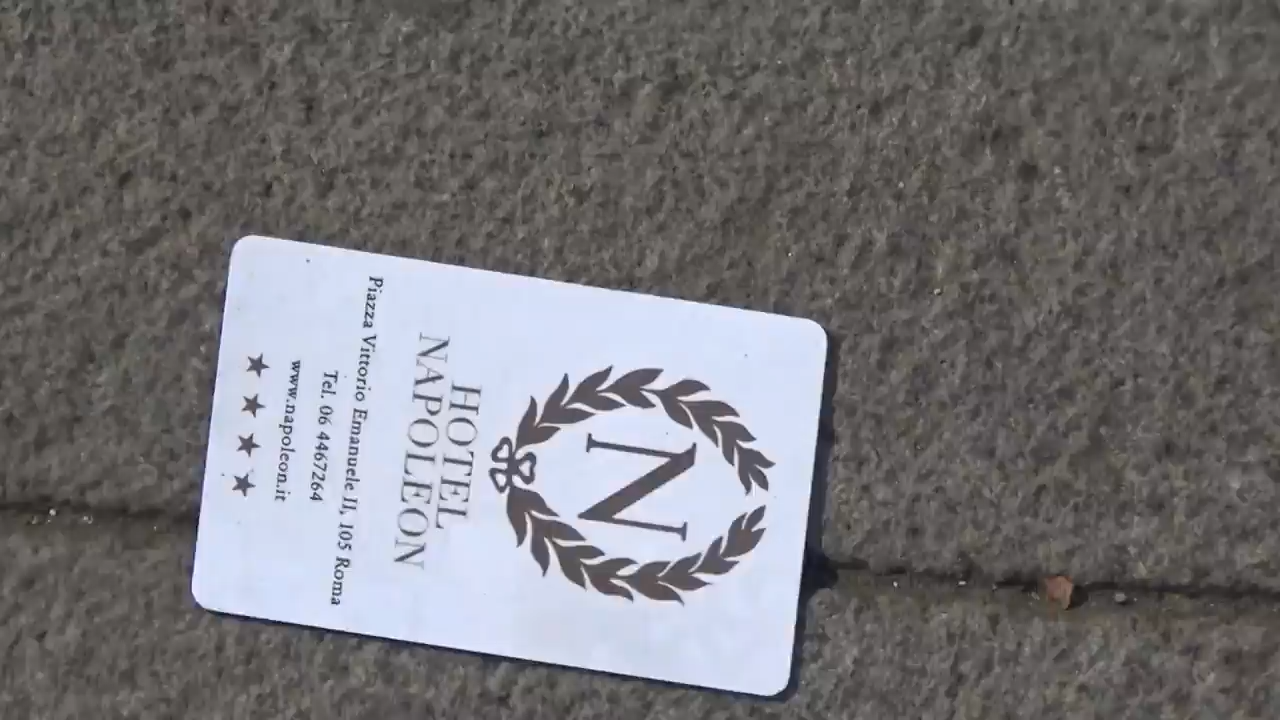 N
HOTEL
NAPOLEON
Piazza Vittorio Emanuele II, 105 Roma
Tel. 06 4467264
www.napoleon.it